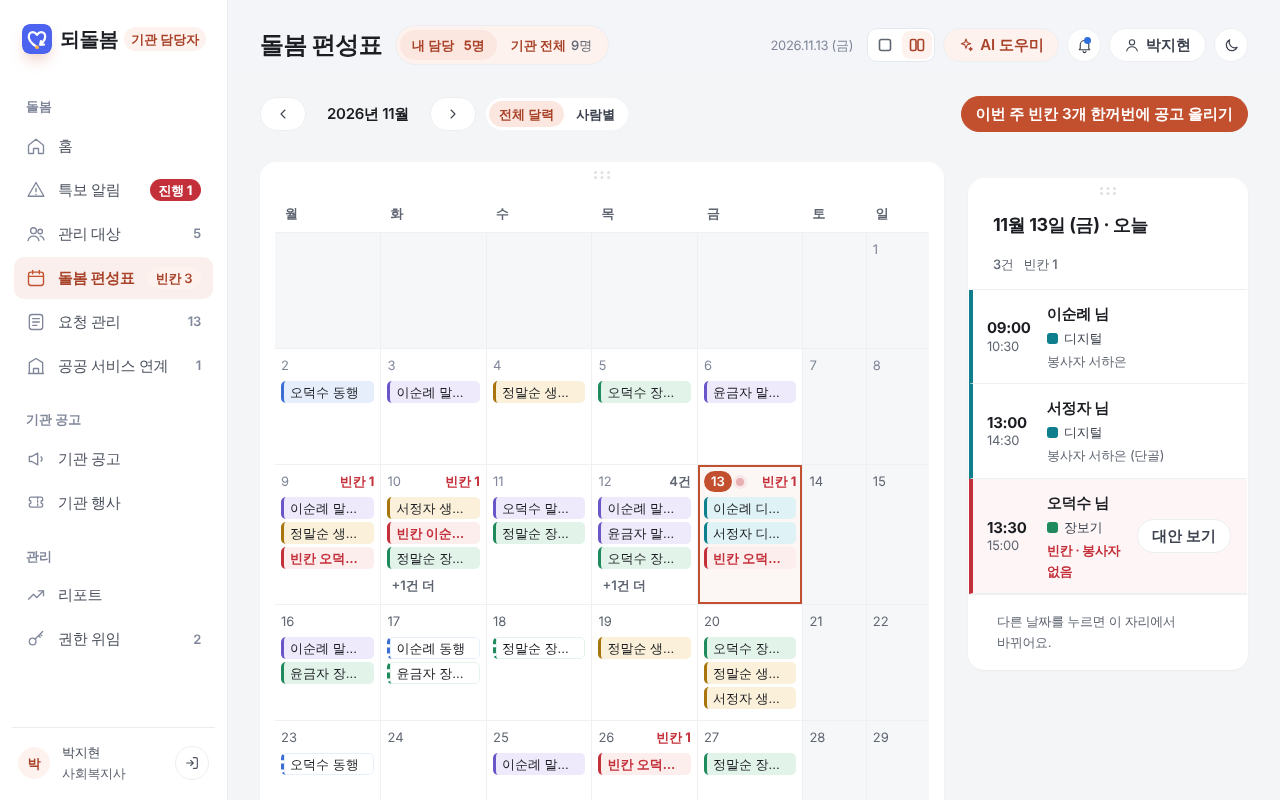 되돌봄 기관 담당자
돌봄
홈
특보 알림 진행 1
관리 대상 5
돌봄 편성표 빈칸 3
요청 관리 13
공공 서비스 연계 1
기관 공고
기관 공고
기관 행사
관리
리포트
권한 위임 2
박 박지현
사회복지사
돌봄 편성표 내 담당 5명 기관 전체 9명
2026.11.13 (금) AI 도우미 박지현
2026년 11월 전체 달력 사람별
이번 주 빈칸 3개 한꺼번에 공고 올리기
월 화 수 목 금 토 일
1
2 3 4 5 6 7 8
오덕수 동행 이순례 말... 정말순 생... 오덕수 장... 윤금자 말...
9 빈칸 1 10 빈칸 1 11 12 4건 13 빈칸 1 14 15
이순례 말... 서정자 생... 오덕수 말... 이순례 말... 이순례 디...
정말순 생... 빈칸 이순... 정말순 장... 윤금자 말... 서정자 디...
빈칸 오덕... 정말순 장... 오덕수 장... 빈칸 오덕...
+1건 더 +1건 더
16 17 18 19 20 21 22
이순례 말... 이순례 동행 정말순 장... 정말순 생... 오덕수 장...
윤금자 장... 윤금자 장... 정말순 생...
서정자 생...
23 24 25 26 빈칸 1 27 28 29
오덕수 동행 이순례 말... 빈칸 오덕... 정말순 장...
11월 13일 (금) · 오늘
3건 빈칸 1
09:00
10:30
이순례 님
디지털
봉사자 서하은
13:00
14:30
서정자 님
디지털
봉사자 서하은 (단골)
13:30
15:00
오덕수 님
장보기
빈칸 · 봉사자
없음
대안 보기
다른 날짜를 누르면 이 자리에서
바뀌어요.